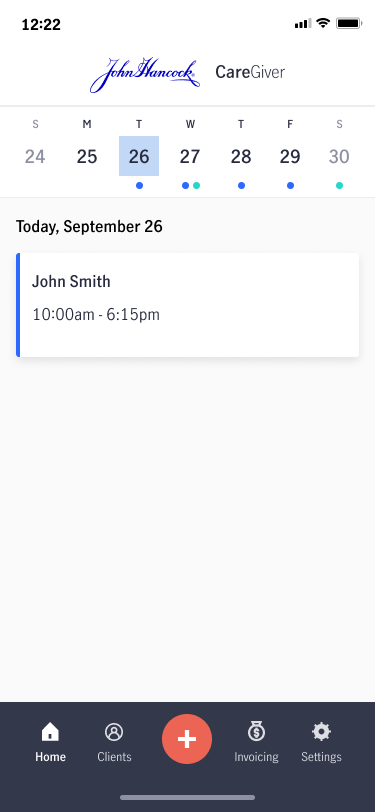 12:22
John Hancock® CareGiver
S M T W T F S
24 25 26 27 28 29 30
Today, September 26
John Smith
10:00am - 6:15pm
Home Clients Invoicing Settings